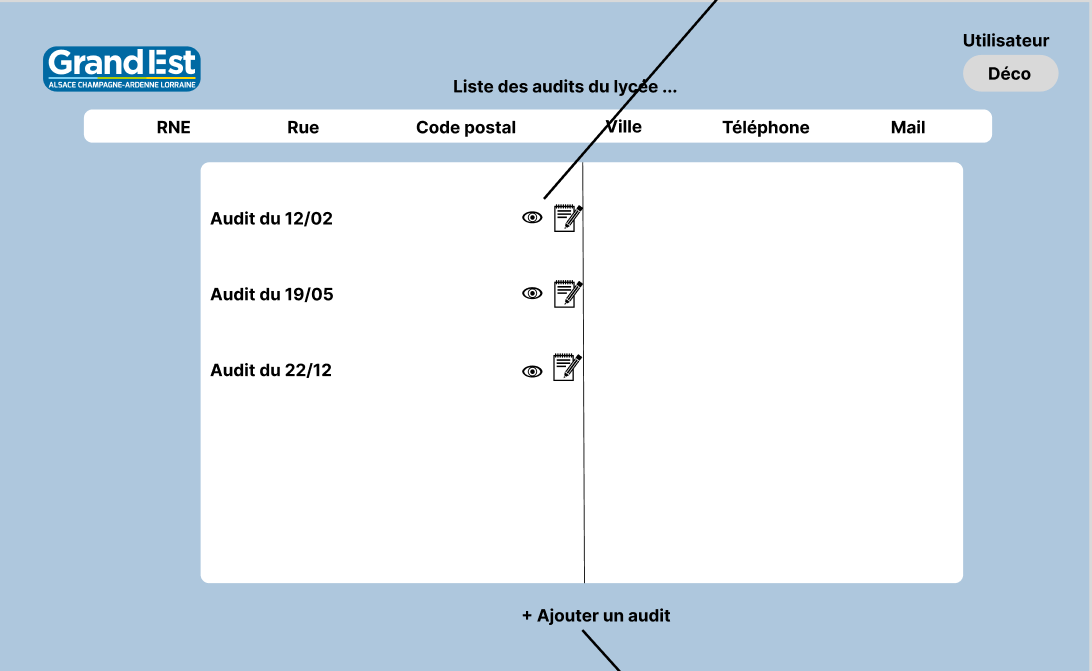 Utilisateur
Grand Est
ALSACE CHAMPAGNE-ARDENNE LORRAINE
Déco
Liste des audits du lycée ...
RNE Rue Code postal Ville Téléphone Mail
Audit du 12/02
Audit du 19/05
Audit du 22/12
+ Ajouter un audit